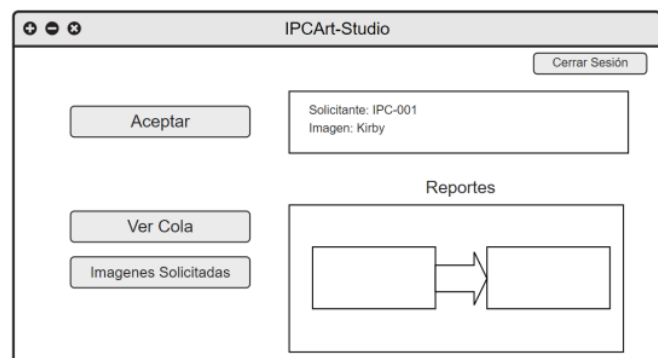 IPCArt-Studio
Cerrar Sesión
Aceptar
Solicitante: IPC-001
Imagen: Kirby
Reportes
Ver Cola
Imagenes Solicitadas